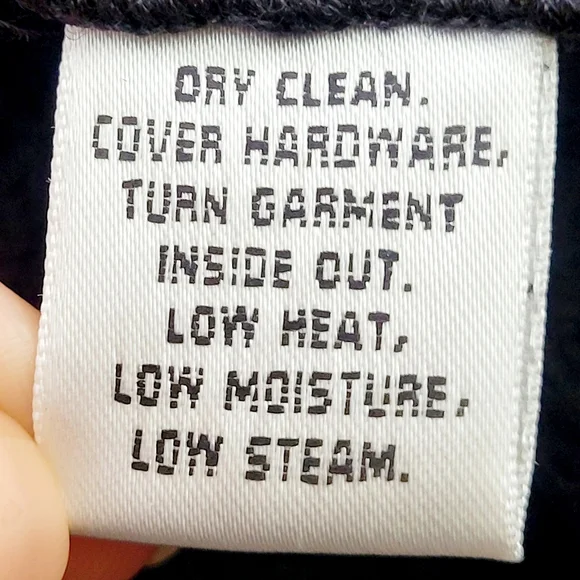 DRY CLEAN.
COVER HARDWARE,
TURN GARMENT
INSIDE OUT.
LOW HEAT,
LOW MOISTURE,
LOW STEAM.